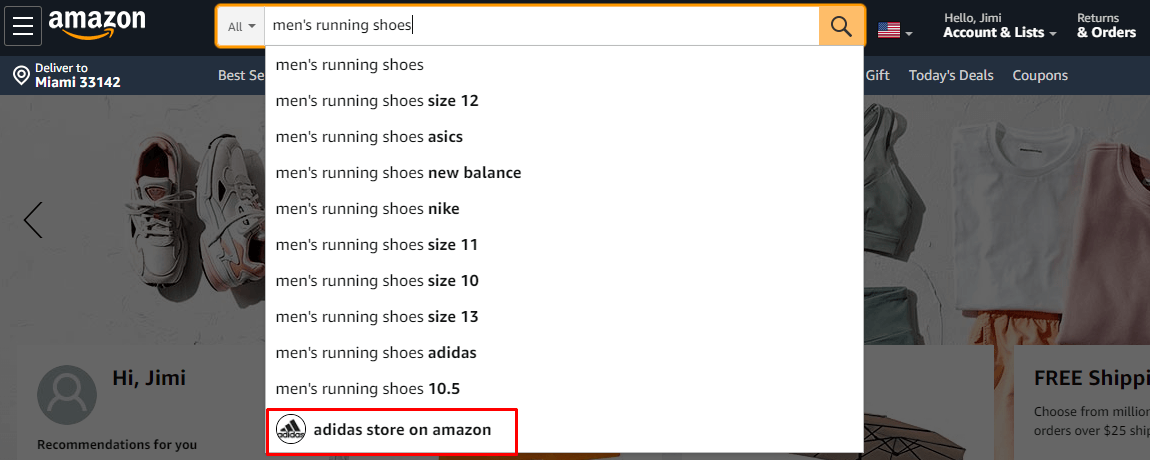 amazon
All
men's running shoes
Hello, Jimi
Account & Lists
Returns
& Orders
Deliver to
Miami 33142
Best Se
Gift
Today's Deals
Coupons
men's running shoes
men's running shoes size 12
men's running shoes asics
men's running shoes new balance
men's running shoes nike
men's running shoes size 11
men's running shoes size 10
men's running shoes size 13
men's running shoes adidas
men's running shoes 10.5
adidas
adidas store on amazon
Hi, Jimi
Recommendations for you
FREE Shippi
Choose from million
orders over $25 ship